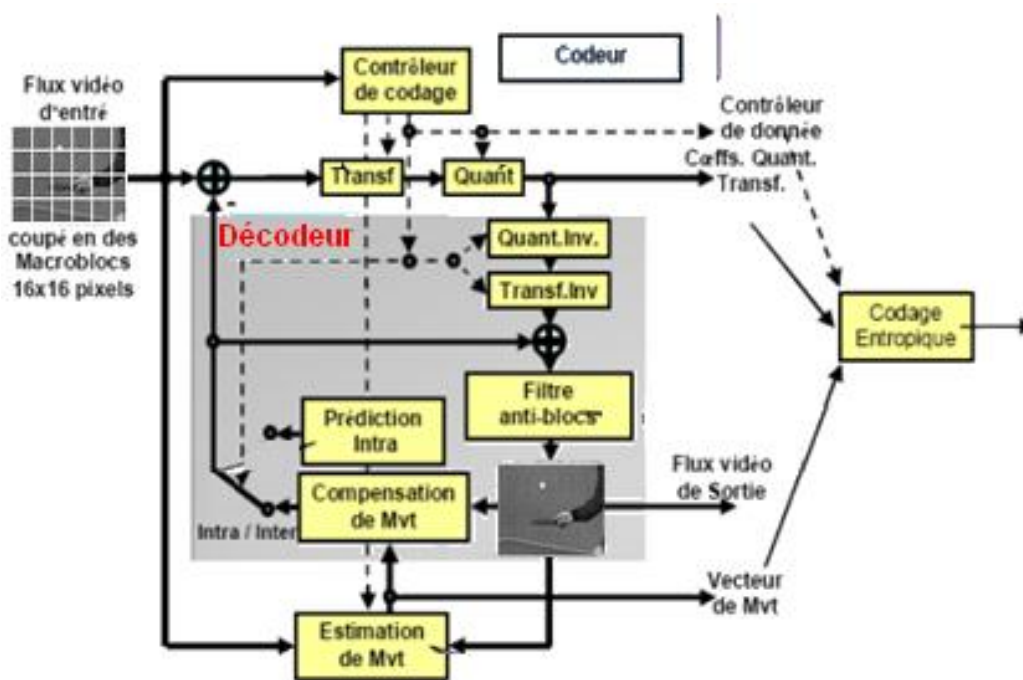 Codeur
Contrôleur
de codage
Flux vidéo
d'entré
Contrôleur
de donnée
Cœffs. Quant.
Transf.
Transf
Quant
coupé en des
Macroblocs
16x16 pixels
Décodeur
Quant.Inv.
Transf.Inv
Codage
Entropique
Filtre
anti-blocs
Prédiction
Intra
Flux vidéo
de Sortie
Compensation
de Mvt
Intra / Inter
Vecteur
de Mvt
Estimation
de Mvt